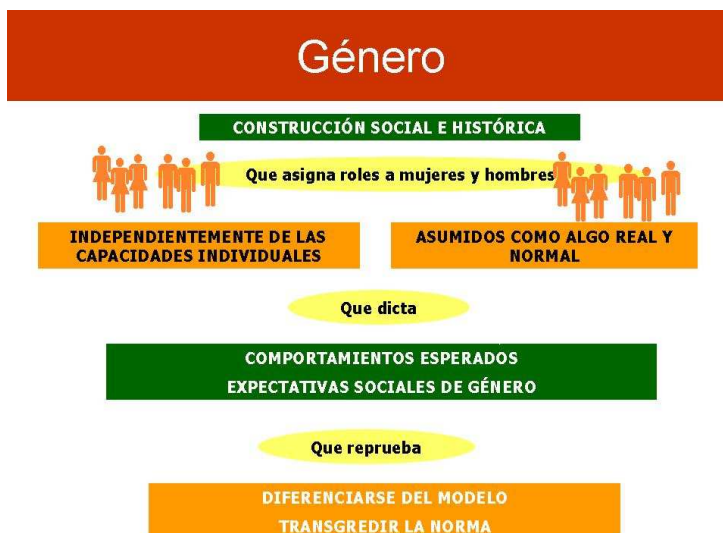 Género
CONSTRUCCIÓN SOCIAL E HISTÓRICA
Que asigna roles a mujeres y hombres
INDEPENDIENTEMENTE DE LAS
CAPACIDADES INDIVIDUALES
ASUMIDOS COMO ALGO REAL Y
NORMAL
Que dicta
COMPORTAMIENTOS ESPERADOS
EXPECTATIVAS SOCIALES DE GÉNERO
Que reprueba
DIFERENCIARSE DEL MODELO
TRANSGREDIR LA NORMA